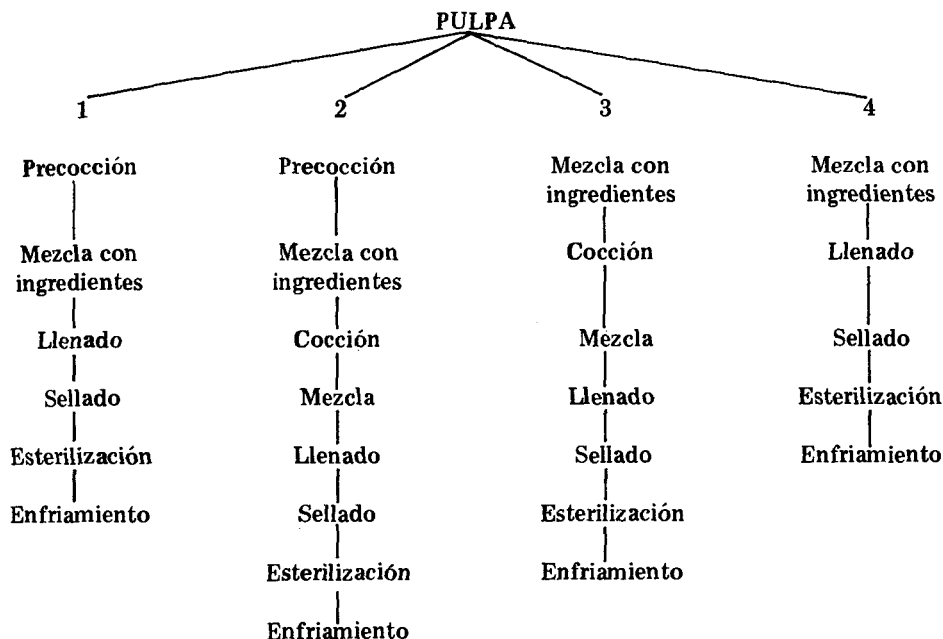 PULPA
1
Precocción
Mezcla con
ingredientes
Llenado
Sellado
Esterilización
Enfriamiento
2
Precocción
Mezcla con
ingredientes
Cocción
Mezcla
Llenado
Sellado
Esterilización
Enfriamiento
3
Mezcla con
ingredientes
Cocción
Mezcla
Llenado
Sellado
Esterilización
Enfriamiento
4
Mezcla con
ingredientes
Llenado
Sellado
Esterilización
Enfriamiento